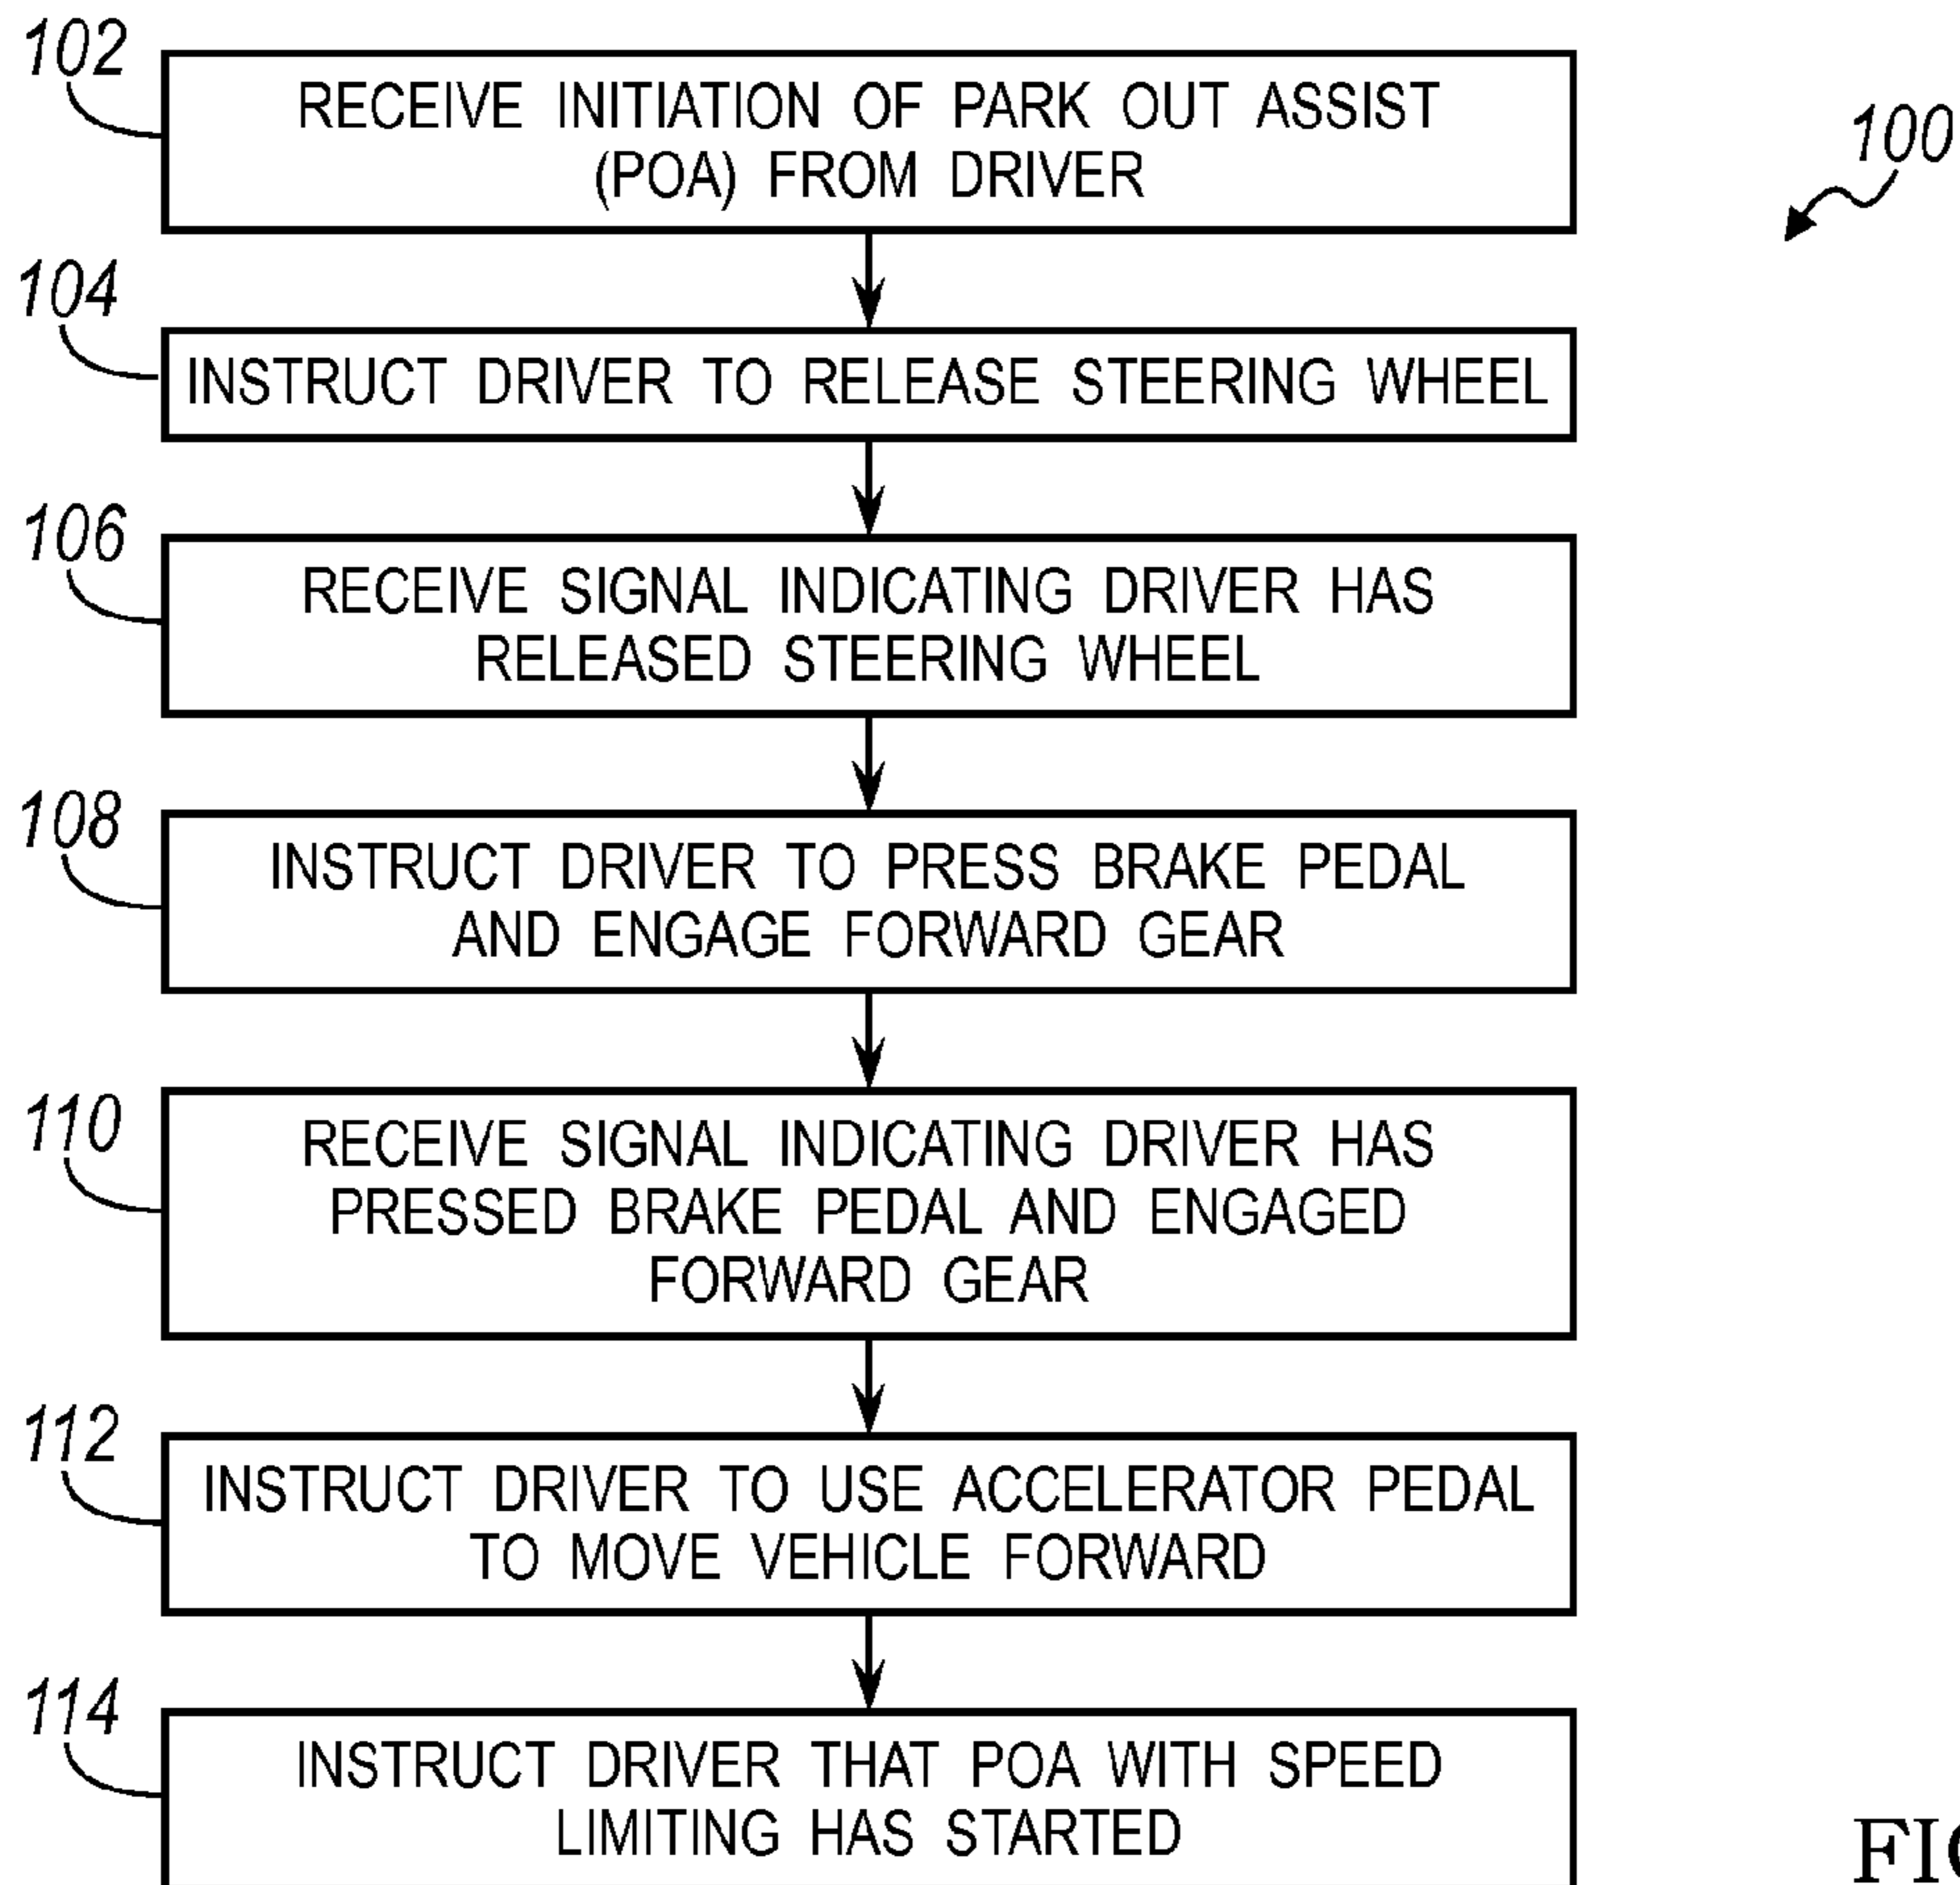 102
RECEIVE INITIATION OF PARK OUT ASSIST
(POA) FROM DRIVER
100
104
INSTRUCT DRIVER TO RELEASE STEERING WHEEL
106
RECEIVE SIGNAL INDICATING DRIVER HAS
RELEASED STEERING WHEEL
108
INSTRUCT DRIVER TO PRESS BRAKE PEDAL
AND ENGAGE FORWARD GEAR
110
RECEIVE SIGNAL INDICATING DRIVER HAS
PRESSED BRAKE PEDAL AND ENGAGED
FORWARD GEAR
112
INSTRUCT DRIVER TO USE ACCELERATOR PEDAL
TO MOVE VEHICLE FORWARD
114
INSTRUCT DRIVER THAT POA WITH SPEED
LIMITING HAS STARTED